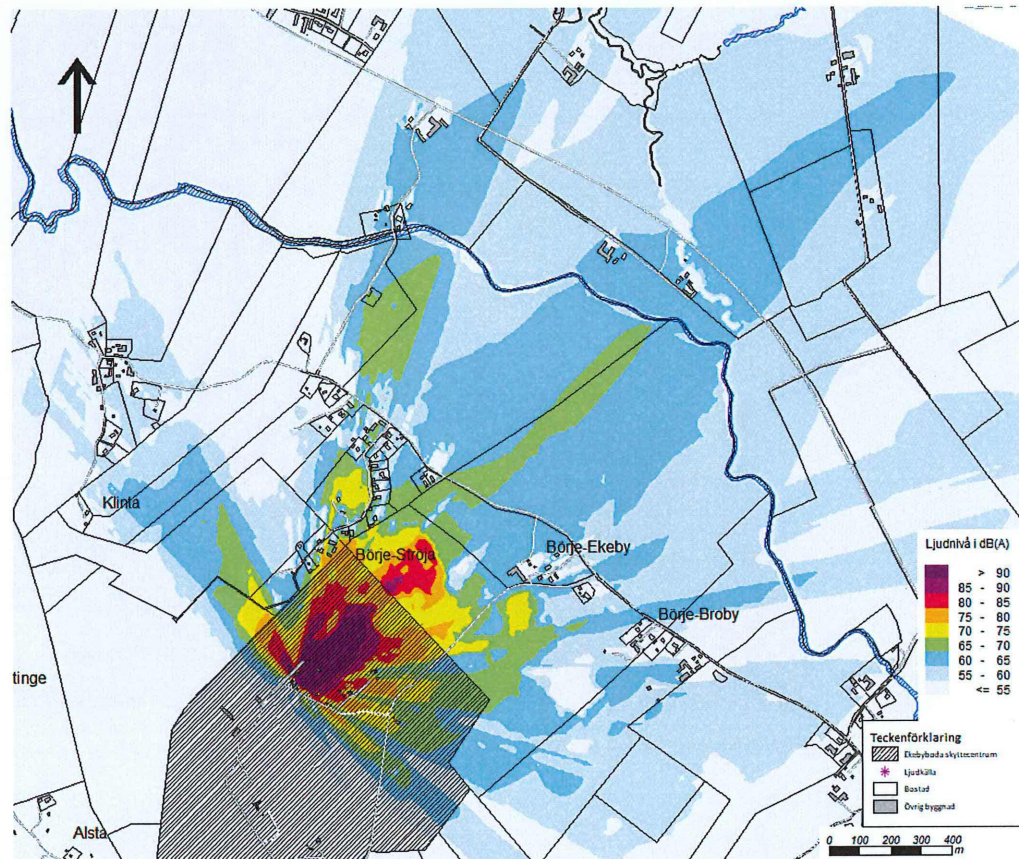 Klinta
Börje-Ströja
Börje-Ekeby
Börje-Broby
tinge
Alsta
Ljudnivå i dB(A)
> 90
85 - 90
80 - 85
75 - 80
70 - 75
65 - 70
60 - 65
55 - 60
<= 55
Teckenförklaring
Ekebyboda skyttecentrum
Ljudkälla
Bostad
Övrig byggnad
0 100 200 300 400
m